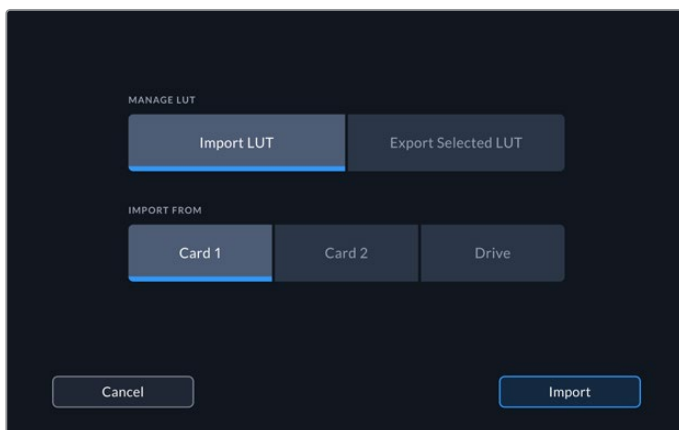 MANAGE LUT
Import LUT Export Selected LUT
IMPORT FROM
Card 1 Card 2 Drive
Cancel Import